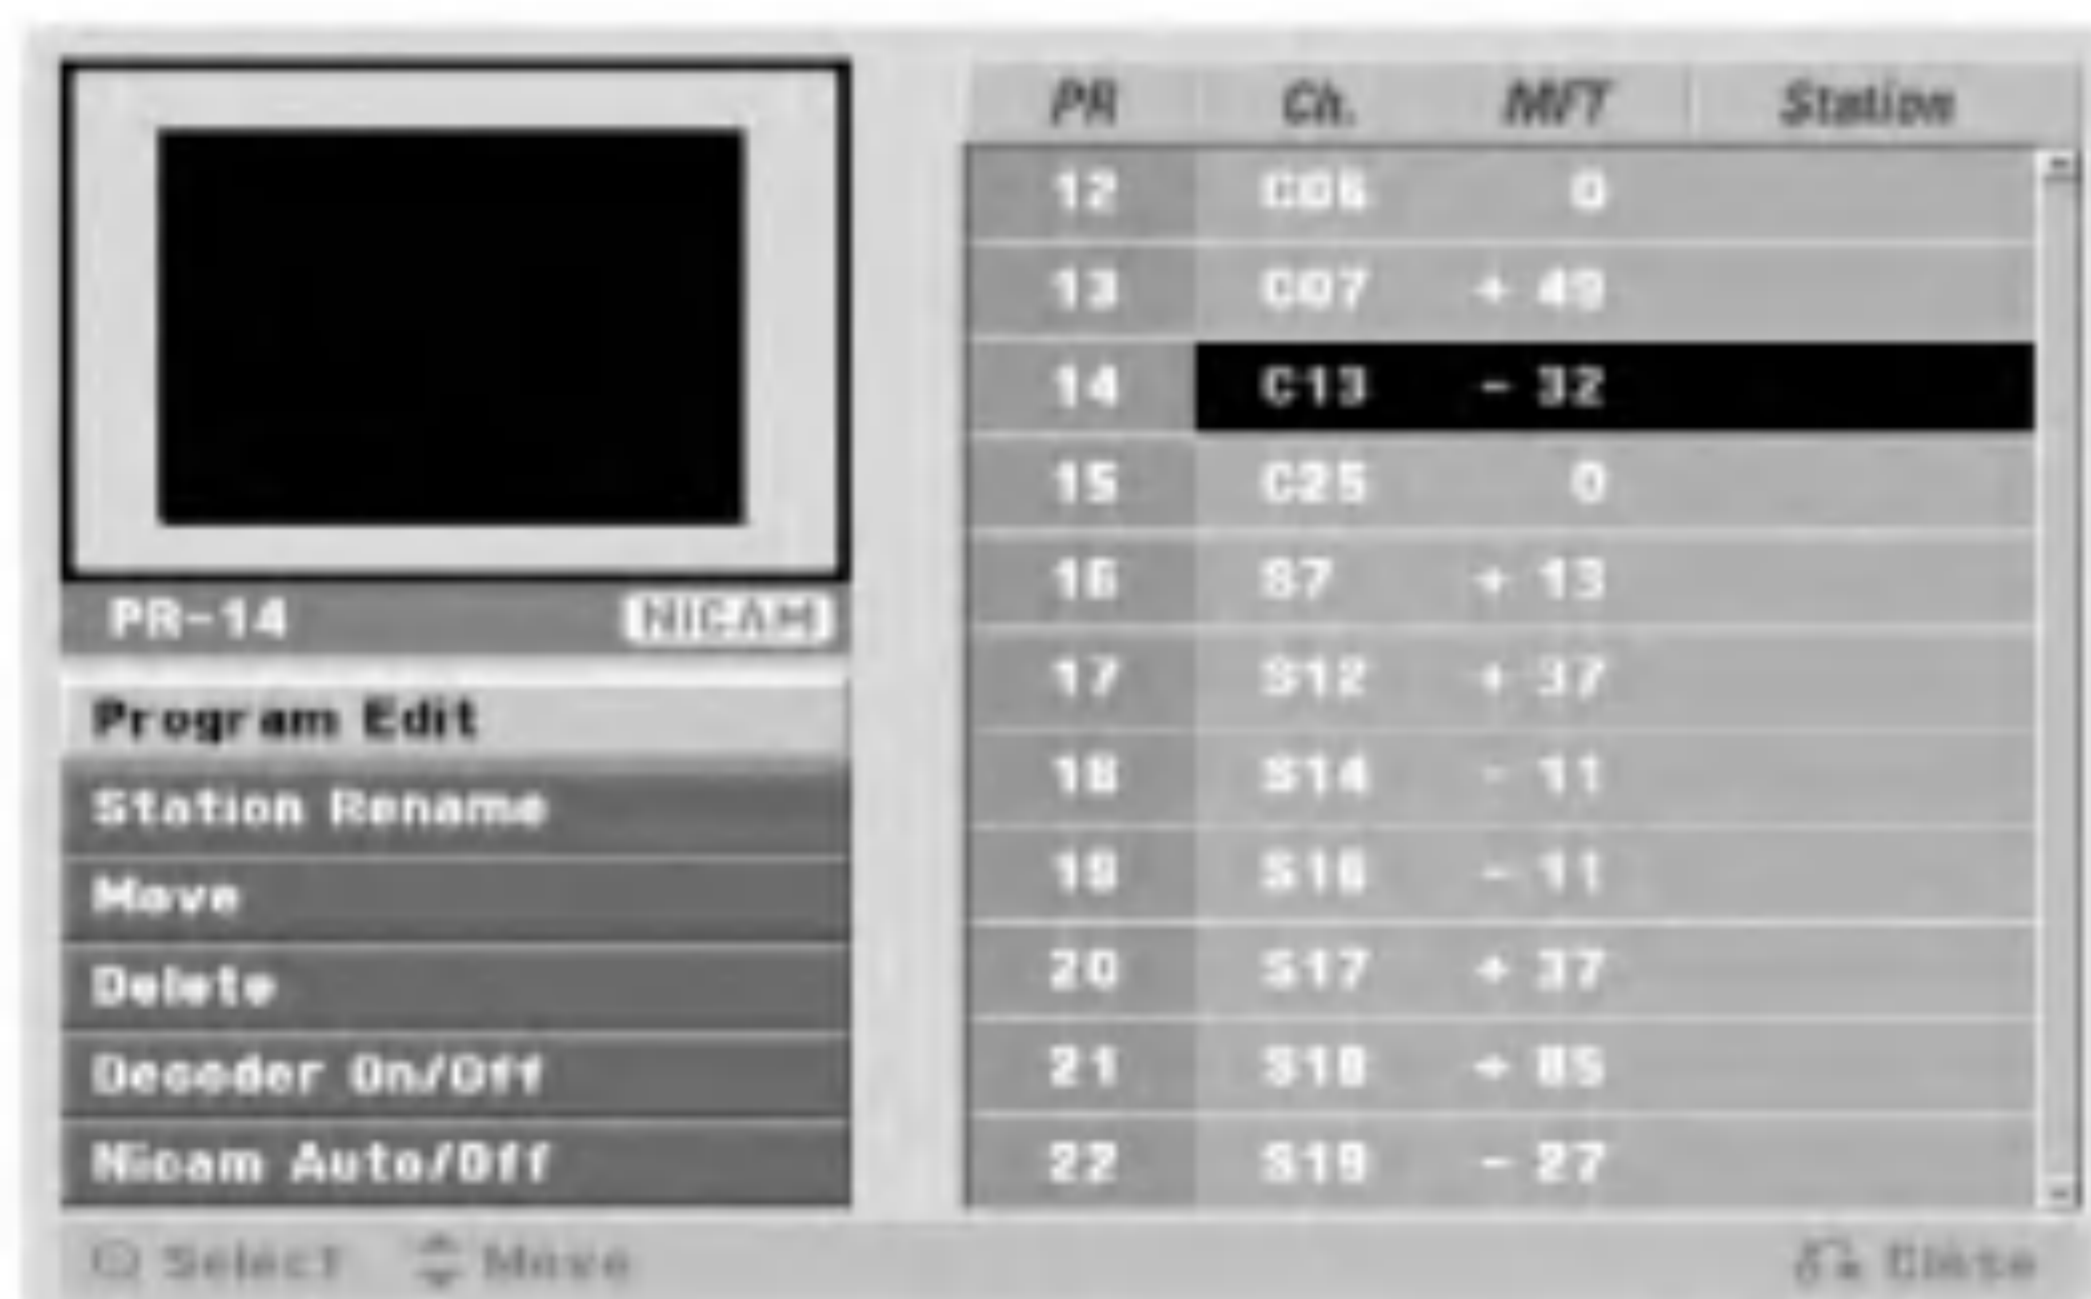 PR-14 NICAM
Program Edit
Station Rename
Move
Delete
Decoder On/Off
Nicam Auto/Off
PR Ch. MFT Station
12 C06 0
13 C07 + 49
14 C13 - 32
15 C25 0
16 S7 + 13
17 S12 + 37
18 S14 - 11
19 S16 - 11
20 S17 + 37
21 S18 + 85
22 S19 - 27
Select Move Close